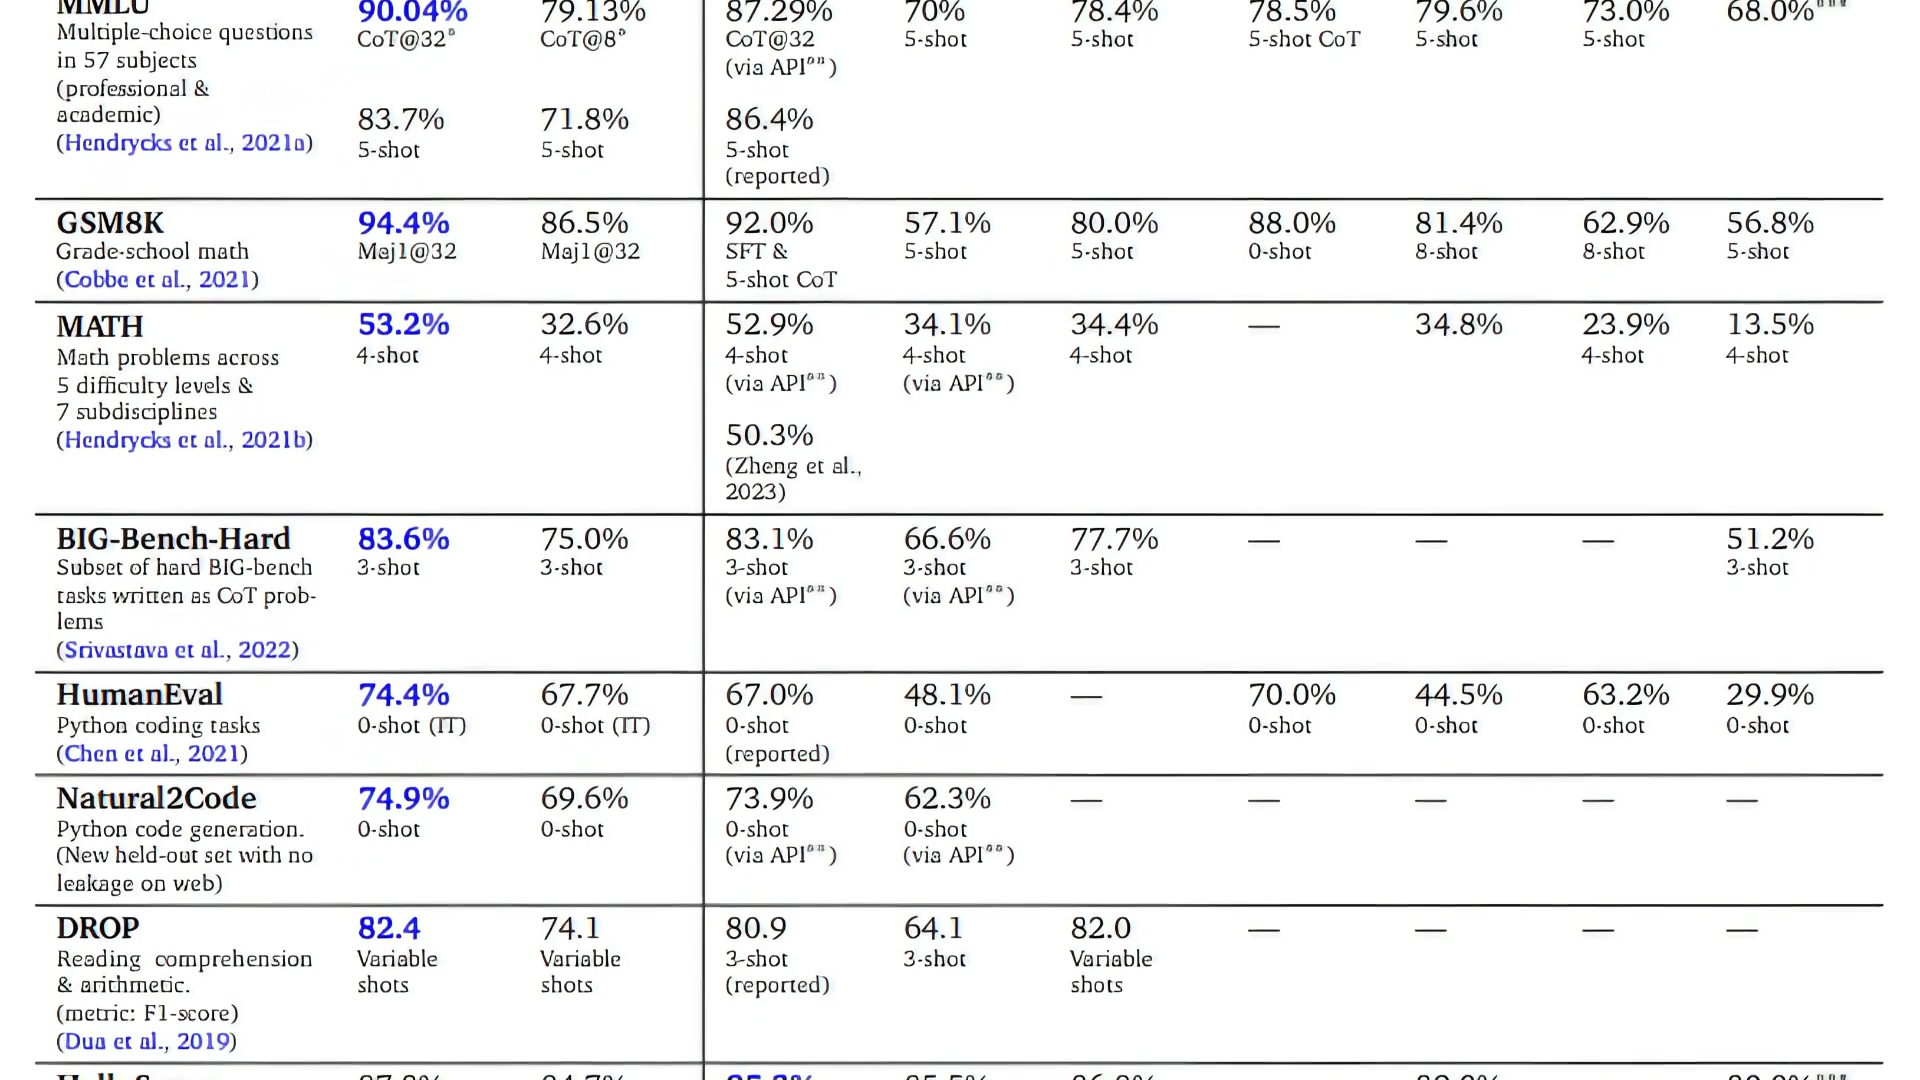 MMLU 90.04% 79.13% 87.29% 70% 78.4% 78.5% 79.6% 73.0% 68.0%
Multiple-choice questions CoT@32 CoT@8 CoT@32 5-shot 5-shot 5-shot CoT 5-shot 5-shot
in 57 subjects (via API**)
(professional &
academic) 83.7% 71.8% 86.4%
(Hendrycks et al., 2021a) 5-shot 5-shot 5-shot
(reported)
GSM8K 94.4% 86.5% 92.0% 57.1% 80.0% 88.0% 81.4% 62.9% 56.8%
Grade-school math Maj1@32 Maj1@32 SFT & 5-shot 5-shot 0-shot 8-shot 8-shot 5-shot
(Cobbe et al., 2021) 5-shot CoT
MATH 53.2% 32.6% 52.9% 34.1% 34.4% — 34.8% 23.9% 13.5%
Math problems across 4-shot 4-shot 4-shot 4-shot 4-shot 4-shot 4-shot
5 difficulty levels & (via API**) (via API**)
7 subdisciplines 50.3%
(Hendrycks et al., 2021b) (Zheng et al.,
2023)
BIG-Bench-Hard 83.6% 75.0% 83.1% 66.6% 77.7% — — — 51.2%
Subset of hard BIG-bench 3-shot 3-shot 3-shot 3-shot 3-shot 3-shot
tasks written as CoT prob- (via API**) (via API**)
lems
(Srivastava et al., 2022)
HumanEval 74.4% 67.7% 67.0% 48.1% — 70.0% 44.5% 63.2% 29.9%
Python coding tasks 0-shot (IT) 0-shot (IT) 0-shot 0-shot 0-shot 0-shot 0-shot 0-shot
(Chen et al., 2021) (reported)
Natural2Code 74.9% 69.6% 73.9% 62.3% — — — — —
Python code generation. 0-shot 0-shot 0-shot 0-shot
(New held-out set with no (via API**) (via API**)
leakage on web)
DROP 82.4 74.1 80.9 64.1 82.0 — — — —
Reading comprehension Variable Variable 3-shot 3-shot Variable
& arithmetic. shots shots (reported) shots
(metric: F1-score)
(Dua et al., 2019)